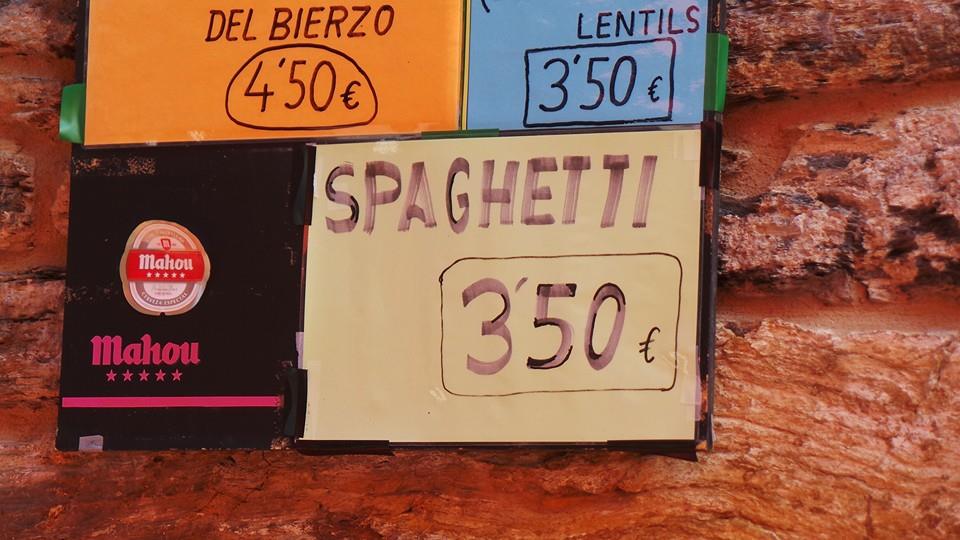 DEL BIERZO
4'50€
LENTILS
3'50€
SPAGHETTI
3'50€
Mahou
Mahou